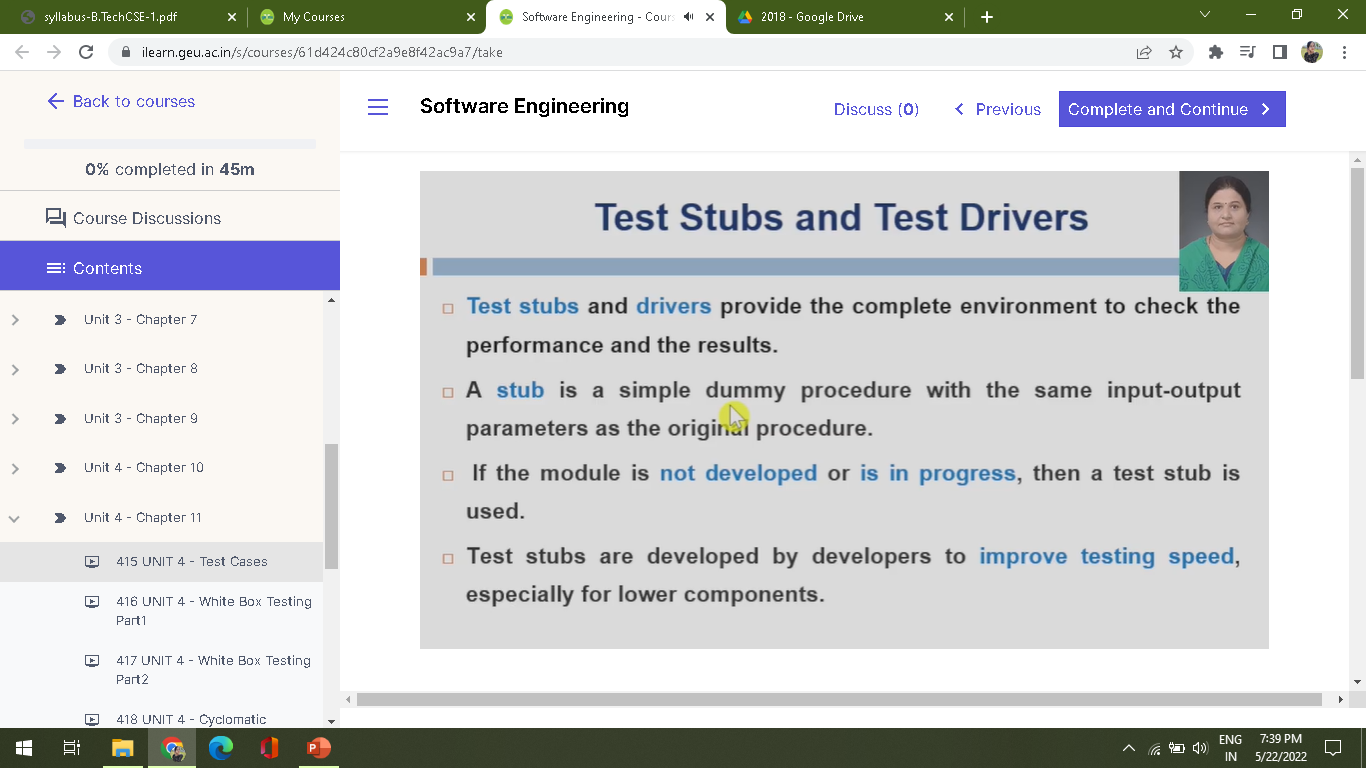 syllabus-B.TechCSE-1.pdf
My Courses
Software Engineering - Cours
2018 - Google Drive
ilearn.geu.ac.in/s/courses/61d424c80cf2a9e8f42ac9a7/take
Back to courses
0% completed in 45m
Course Discussions
Contents
Unit 3 - Chapter 7
Unit 3 - Chapter 8
Unit 3 - Chapter 9
Unit 4 - Chapter 10
Unit 4 - Chapter 11
415 UNIT 4 - Test Cases
416 UNIT 4 - White Box Testing
Part1
417 UNIT 4 - White Box Testing
Part2
418 UNIT 4 - Cyclomatic
Software Engineering
Discuss (0)
Previous
Complete and Continue
Test Stubs and Test Drivers
Test stubs and drivers provide the complete environment to check the
performance and the results.
A stub is a simple dummy procedure with the same input-output
parameters as the original procedure.
If the module is not developed or is in progress, then a test stub is
used.
Test stubs are developed by developers to improve testing speed,
especially for lower components.
ENG
IN
7:39 PM
5/22/2022